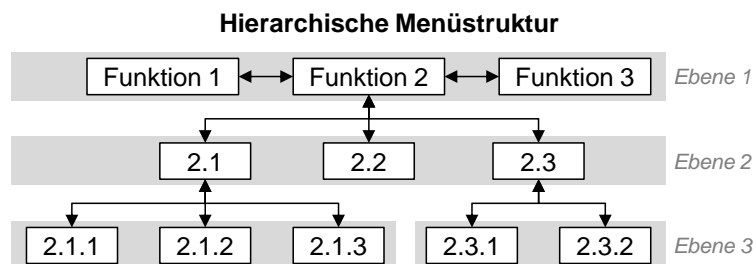 Hierarchische Menüstruktur
Funktion 1 Funktion 2 Funktion 3 Ebene 1
2.1 2.2 2.3 Ebene 2
2.1.1 2.1.2 2.1.3 2.3.1 2.3.2 Ebene 3